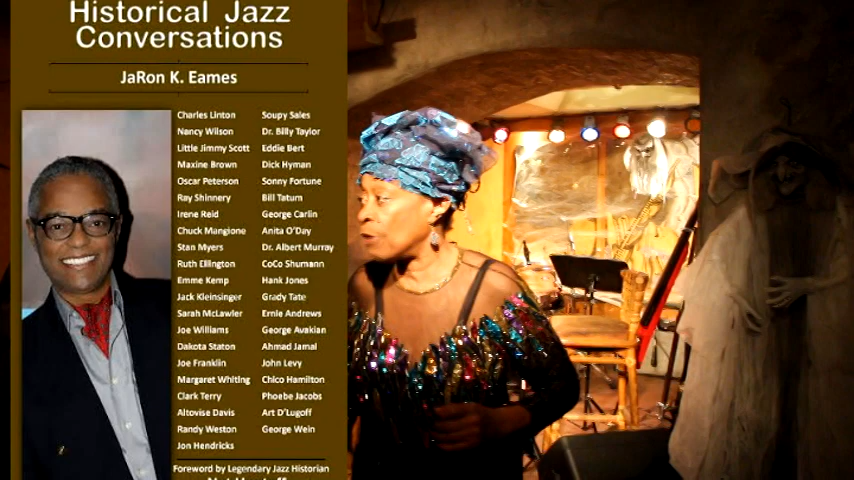 Historical Jazz
Conversations
JaRon K. Eames
Charles Linton
Nancy Wilson
Little Jimmy Scott
Maxine Brown
Oscar Peterson
Ray Shinnery
Irene Reid
Chuck Mangione
Stan Myers
Ruth Ellington
Emme Kemp
Jack Kleinsinger
Sarah McLawler
Joe Williams
Dakota Staton
Joe Franklin
Margaret Whiting
Clark Terry
Altovise Davis
Randy Weston
Jon Hendricks
Soupy Sales
Dr. Billy Taylor
Eddie Bert
Dick Hyman
Sonny Fortune
Bill Tatum
George Carlin
Anita O'Day
Dr. Albert Murray
CoCo Shumann
Hank Jones
Grady Tate
Ernie Andrews
George Avakian
Ahmad Jamal
John Levy
Chico Hamilton
Phoebe Jacobs
Art D'Lugoff
George Wein
Foreword by Legendary Jazz Historian